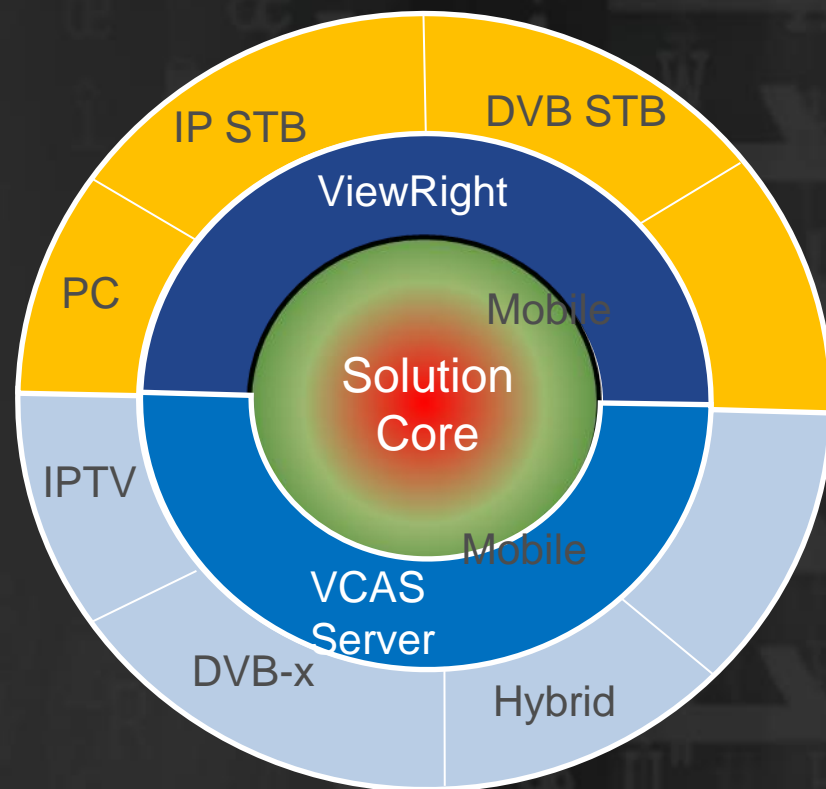 IP STB
DVB STB
ViewRight
PC
Mobile
Solution
Core
IPTV
Mobile
VCAS
Server
DVB-x
Hybrid